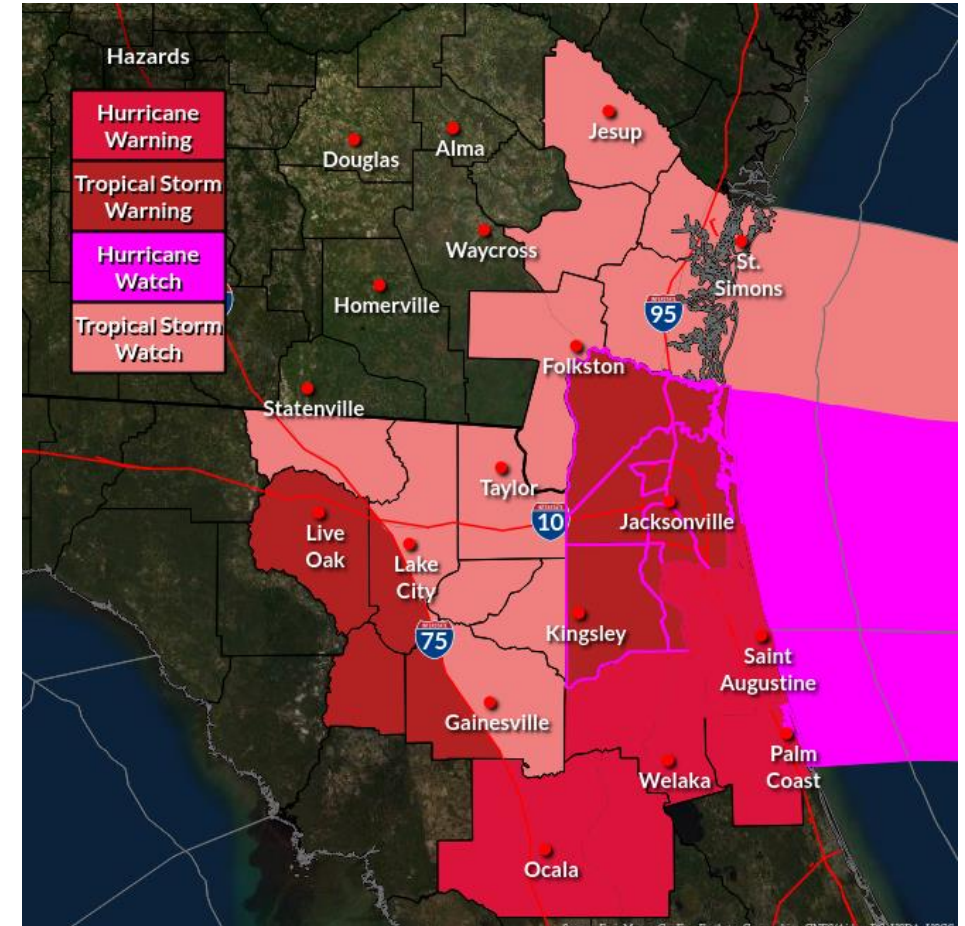 Hazards
Hurricane
Warning
Tropical Storm
Warning
Hurricane
Watch
Tropical Storm
Watch
Jesup
Alma
Douglas
Waycross
St.
Simons
Homerville
95
Folkston
Statenville
Taylor
10
Jacksonville
Live
Oak
Lake
City
Kingsley
75
Saint
Augustine
Gainesville
Palm
Coast
Welaka
Ocala